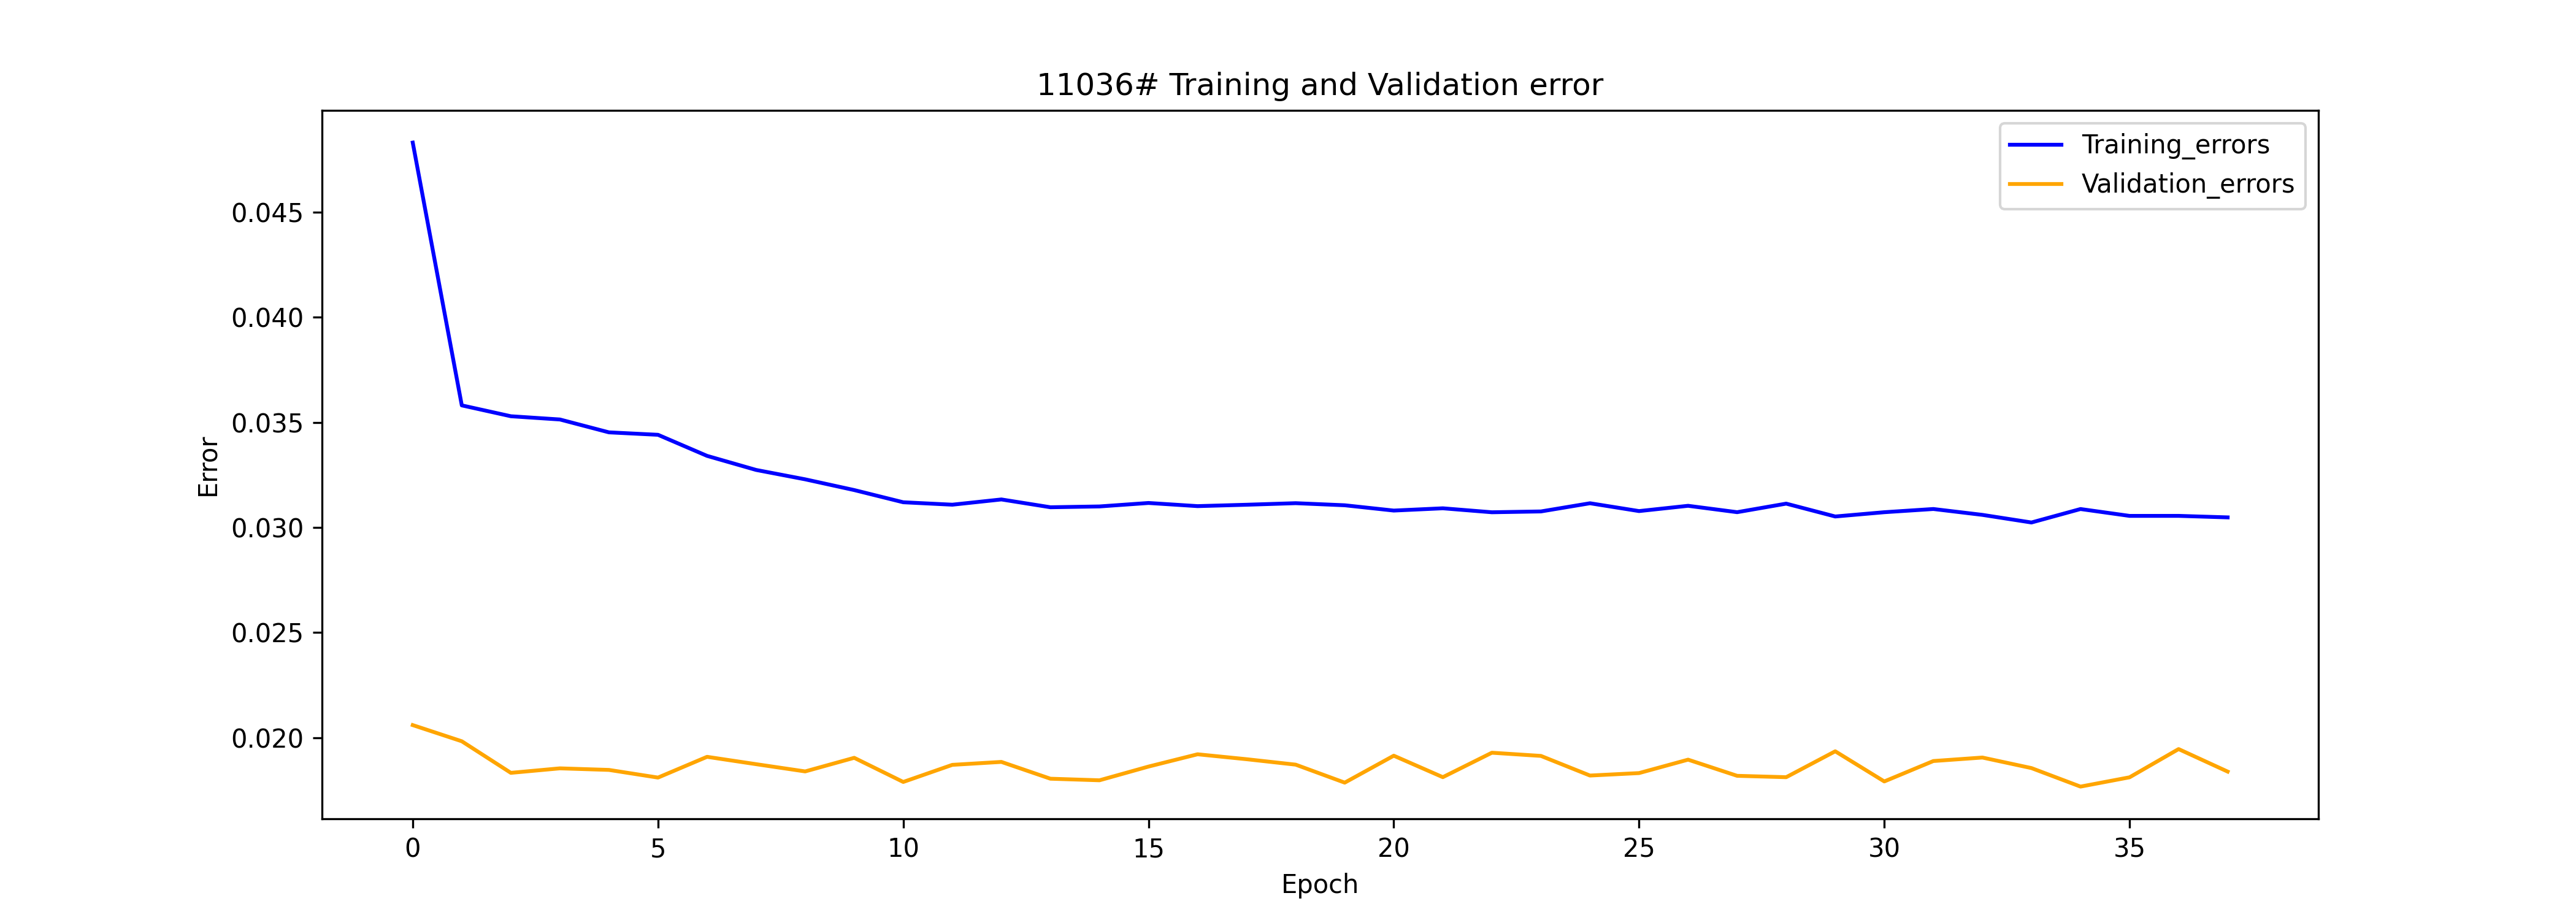 11036# Training and Validation error
Training_errors
Validation_errors
Error
0.045
0.040
0.035
0.030
0.025
0.020
0 5 10 15 20 25 30 35
Epoch